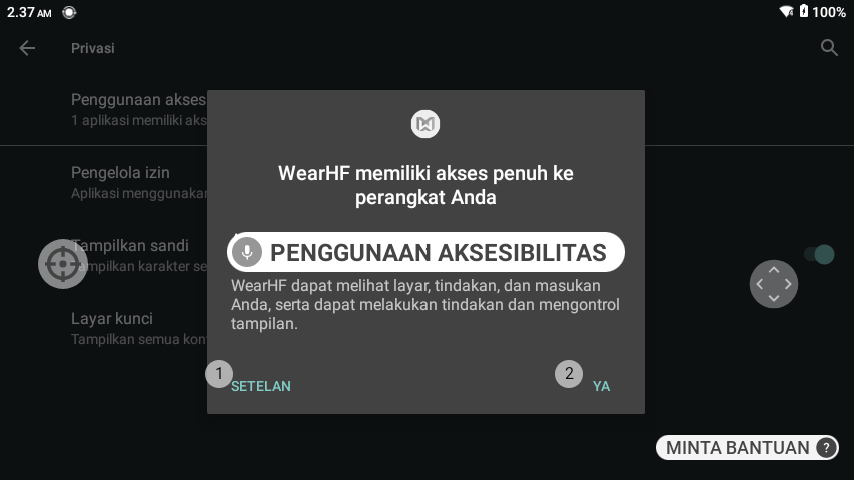 2.37 AM
100%
Privasi
Penggunaan akses
1 aplikasi memiliki aks
Pengelola izin
Aplikasi menggunakan
Tampilkan sandi
Tampilkan karakter se
Layar kunci
Tampilkan semua kon
WearHF memiliki akses penuh ke
perangkat Anda
PENGGUNAAN AKSESIBILITAS
WearHF dapat melihat layar, tindakan, dan masukan
Anda, serta dapat melakukan tindakan dan mengontrol
tampilan.
1
SETELAN
2
YA
MINTA BANTUAN ?